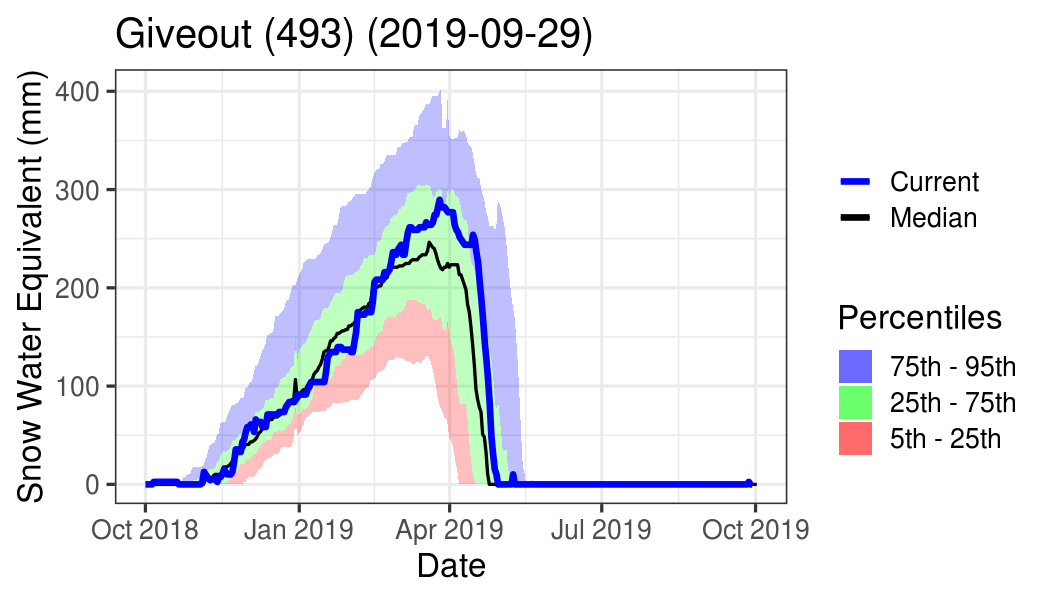 Giveout (493) (2019-09-29)
Snow Water Equivalent (mm)
400
300
200
100
0
Oct 2018
Jan 2019
Apr 2019
Jul 2019
Oct 2019
Date
Current
Median
Percentiles
75th - 95th
25th - 75th
5th - 25th